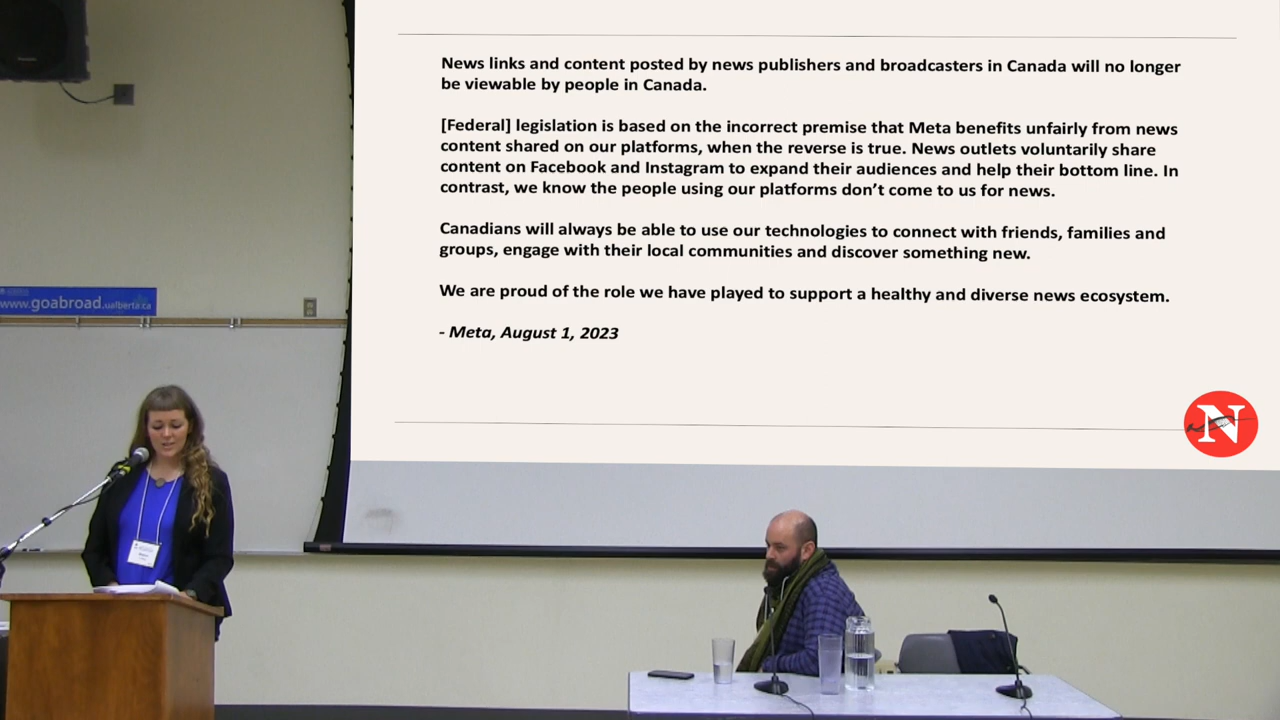 News links and content posted by news publishers and broadcasters in Canada will no longer
be viewable by people in Canada.
[Federal] legislation is based on the incorrect premise that Meta benefits unfairly from news
content shared on our platforms, when the reverse is true. News outlets voluntarily share
content on Facebook and Instagram to expand their audiences and help their bottom line. In
contrast, we know the people using our platforms don’t come to us for news.
Canadians will always be able to use our technologies to connect with friends, families and
groups, engage with their local communities and discover something new.
We are proud of the role we have played to support a healthy and diverse news ecosystem.
- Meta, August 1, 2023
N
www.goabroad.ualberta.ca